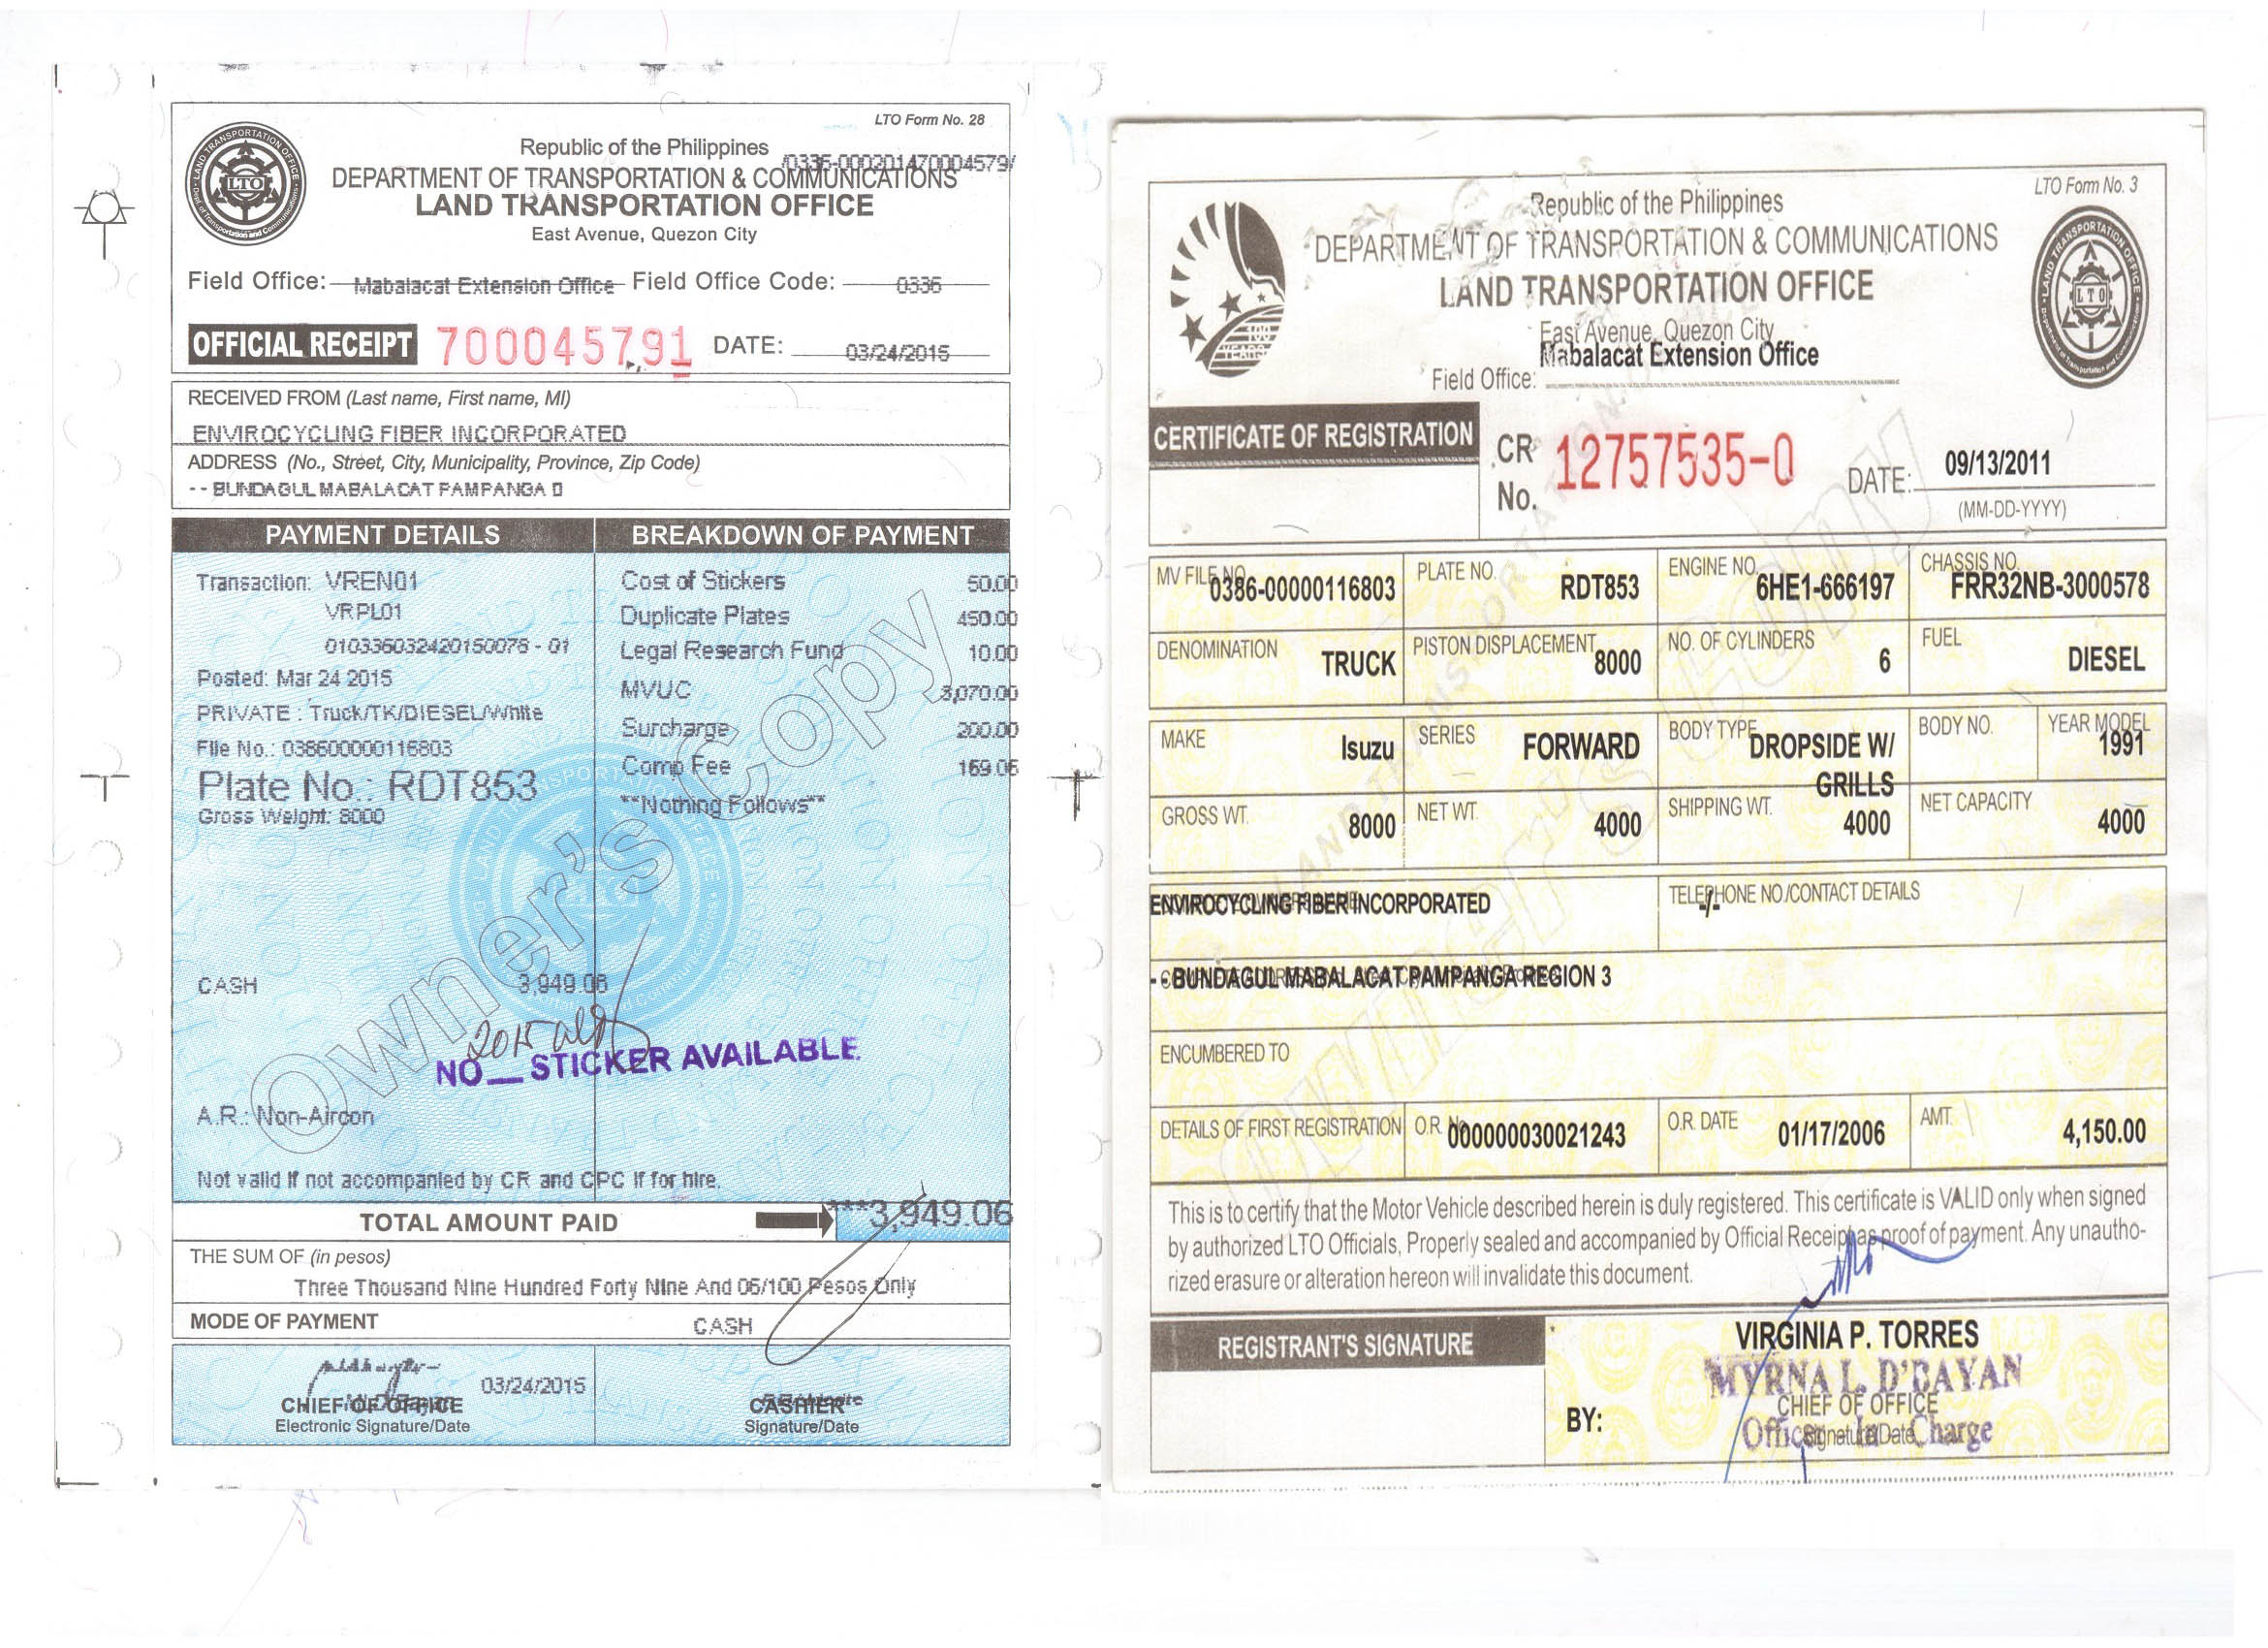 LTO Form No. 28
Republic of the Philippines
/0336-000201470004579/
DEPARTMENT OF TRANSPORTATION & COMMUNICATIONS
LAND TRANSPORTATION OFFICE
East Avenue, Quezon City
Field Office: Mabalacat Extension Office Field Office Code: 0336
OFFICIAL RECEIPT 700045791 DATE: 03/24/2015
RECEIVED FROM (Last name, First name, MI)
ENVIROCYCLING FIBER INCORPORATED
ADDRESS (No., Street, City, Municipality, Province, Zip Code)
- - BUNDAGUL MABALACAT PAMPANGA
PAYMENT DETAILS BREAKDOWN OF PAYMENT
Transaction: VREN01 Cost of Stickers 50.00
VRPL01 Duplicate Plates 450.00
010336032420150076 - 01 Legal Research Fund 10.00
Posted: Mar 24 2015 MVUC 3,070.00
PRIVATE : Truck/TK/DIESEL/White Surcharge 200.00
File No.: 038600000116803 Comp Fee 169.06
Plate No.: RDT853 **Nothing Follows**
Gross Weight: 8000
Owner's Copy
CASH 3,949.06
2015
NO STICKER AVAILABLE
A.R.: Non-Aircon
Not valid if not accompanied by CR and CPC if for hire.
TOTAL AMOUNT PAID ***3,949.06
THE SUM OF (in pesos)
Three Thousand Nine Hundred Forty Nine And 06/100 Pesos Only
MODE OF PAYMENT CASH
03/24/2015
CHIEF OF OFFICE CASHIER
Electronic Signature/Date Signature/Date
LTO Form No. 3
Republic of the Philippines
DEPARTMENT OF TRANSPORTATION & COMMUNICATIONS
LAND TRANSPORTATION OFFICE
East Avenue, Quezon City
Field Office: Mabalacat Extension Office
CERTIFICATE OF REGISTRATION CR No. 12757535-0 DATE: 09/13/2011
(MM-DD-YYYY)
MV FILE NO. 0386-00000116803 PLATE NO. RDT853 ENGINE NO. 6HE1-666197 CHASSIS NO. FRR32NB-3000578
DENOMINATION TRUCK PISTON DISPLACEMENT 8000 NO. OF CYLINDERS 6 FUEL DIESEL
MAKE Isuzu SERIES FORWARD BODY TYPE DROPSIDE W/ GRILLS BODY NO. YEAR MODEL 1991
GROSS WT. 8000 NET WT. 4000 SHIPPING WT. 4000 NET CAPACITY 4000
ENVIROCYCLING FIBER INCORPORATED TELEPHONE NO./CONTACT DETAILS -/-
- - BUNDAGUL MABALACAT PAMPANGA REGION 3
ENCUMBERED TO
DETAILS OF FIRST REGISTRATION O.R. No. 000000030021243 O.R. DATE 01/17/2006 AMT. 4,150.00
Owner's Copy
This is to certify that the Motor Vehicle described herein is duly registered. This certificate is VALID only when signed
by authorized LTO Officials, Properly sealed and accompanied by Official Receipt as proof of payment. Any unautho-
rized erasure or alteration hereon will invalidate this document.
REGISTRANT'S SIGNATURE VIRGINIA P. TORRES
MYRNA L. D'BAYAN
CHIEF OF OFFICE
BY: Officer In Charge
Signature/Date